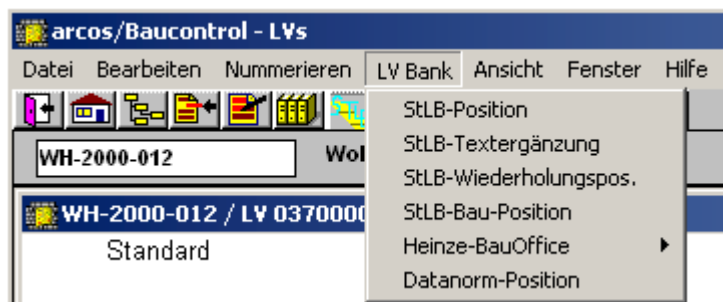 arcos/Baucontrol - LVs
Datei Bearbeiten Nummerieren LV Bank Ansicht Fenster Hilfe
StLB-Position
StLB-Textergänzung
WH-2000-012 Wol
StLB-Wiederholungspos.
WH-2000-012 / LV 0370000
StLB-Bau-Position
Standard
Heinze-BauOffice
Datanorm-Position